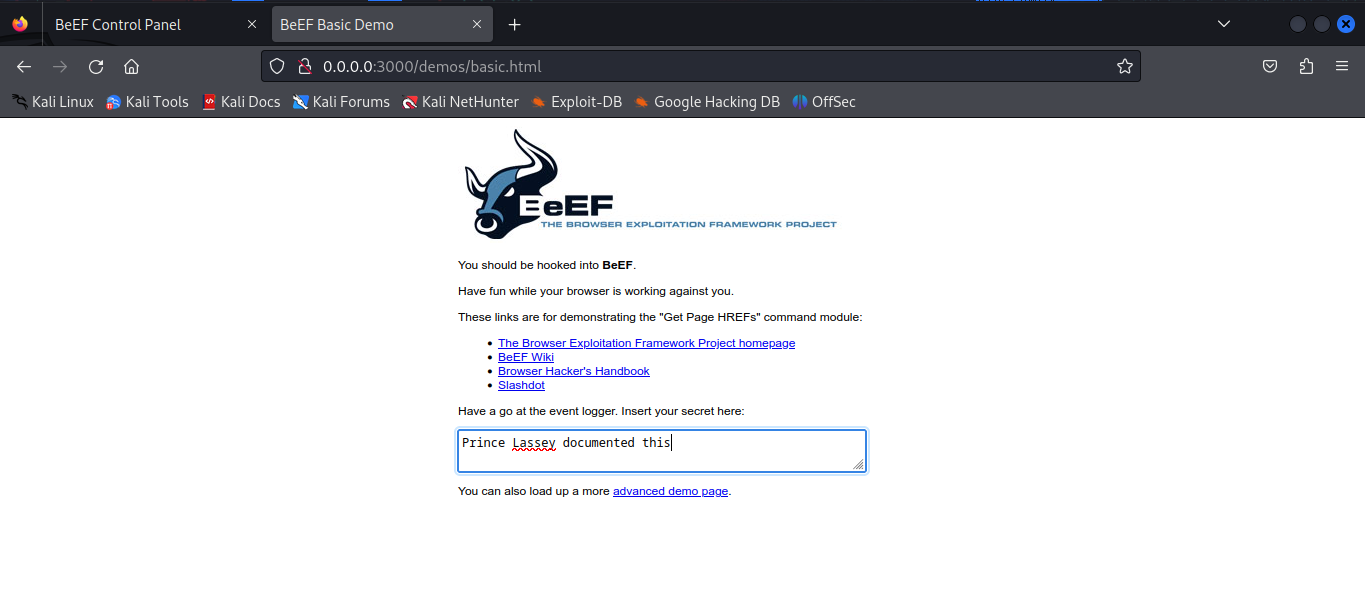 BeEF Control Panel
BeEF Basic Demo
0.0.0.0:3000/demos/basic.html
Kali Linux Kali Tools Kali Docs Kali Forums Kali NetHunter Exploit-DB Google Hacking DB OffSec
BeEF
THE BROWSER EXPLOITATION FRAMEWORK PROJECT
You should be hooked into BeEF.
Have fun while your browser is working against you.
These links are for demonstrating the "Get Page HREFs" command module:
The Browser Exploitation Framework Project homepage
BeEF Wiki
Browser Hacker's Handbook
Slashdot
Have a go at the event logger. Insert your secret here:
Prince Lassey documented this
You can also load up a more advanced demo page.